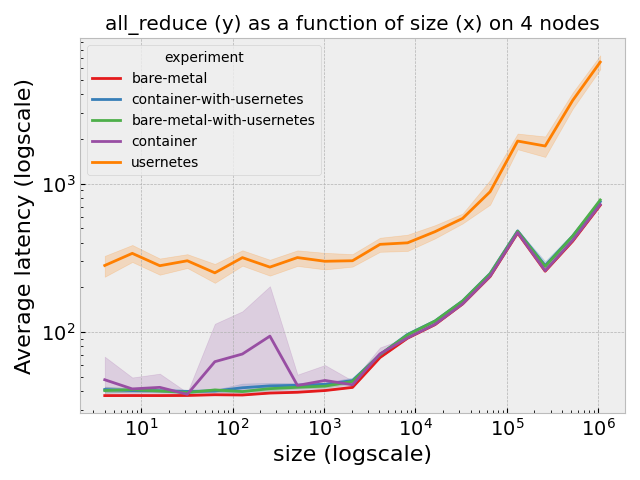 all_reduce (y) as a function of size (x) on 4 nodes
experiment
bare-metal
container-with-usernetes
bare-metal-with-usernetes
container
usernetes
Average latency (logscale)
10³
10²
10¹ 10² 10³ 10⁴ 10⁵ 10⁶
size (logscale)